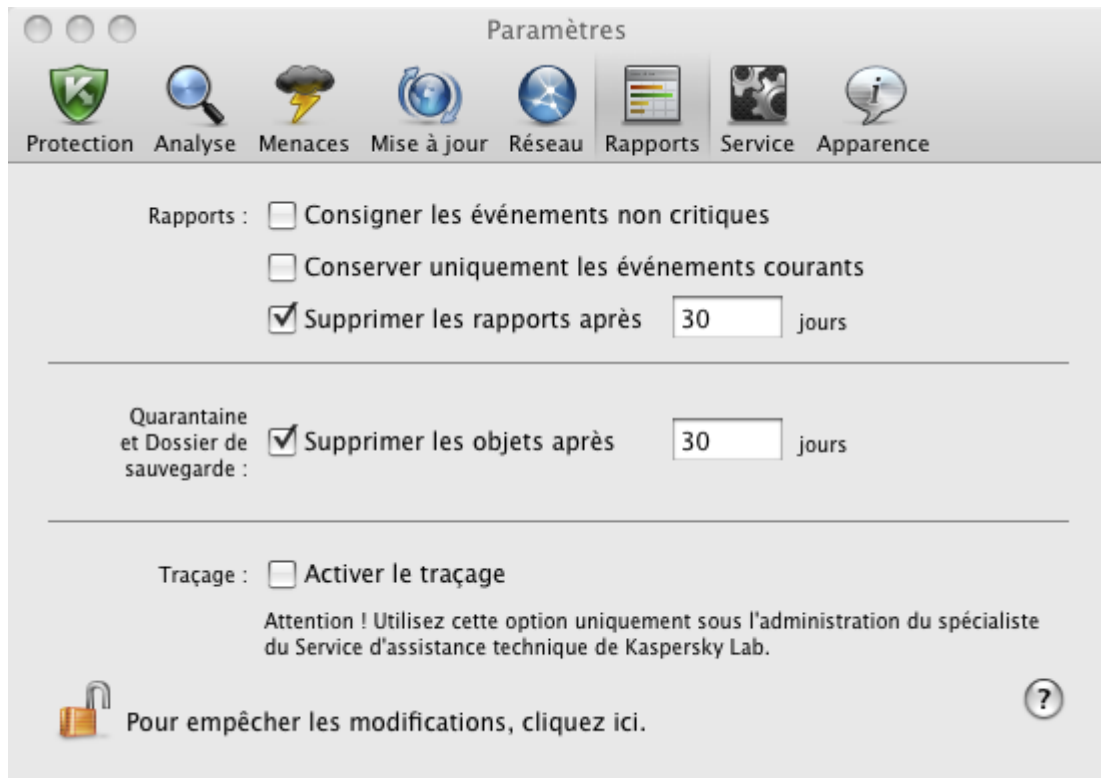 Paramètres
Protection Analyse Menaces Mise à jour Réseau Rapports Service Apparence
Rapports : Consigner les événements non critiques
Conserver uniquement les événements courants
Supprimer les rapports après 30 jours
Quarantaine
et Dossier de
sauvegarde :
Supprimer les objets après 30 jours
Traçage : Activer le traçage
Attention ! Utilisez cette option uniquement sous l'administration du spécialiste
du Service d'assistance technique de Kaspersky Lab.
Pour empêcher les modifications, cliquez ici.
?